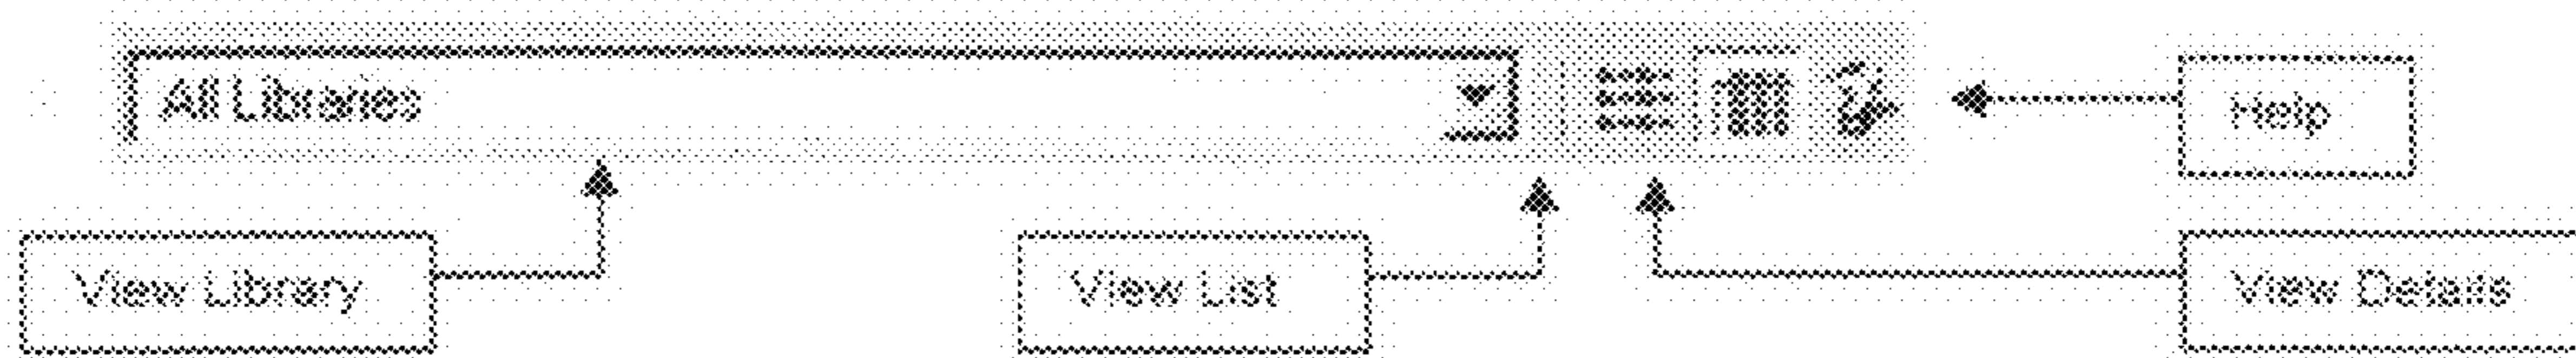 All Libraries
Help
View Library
View List
View Details